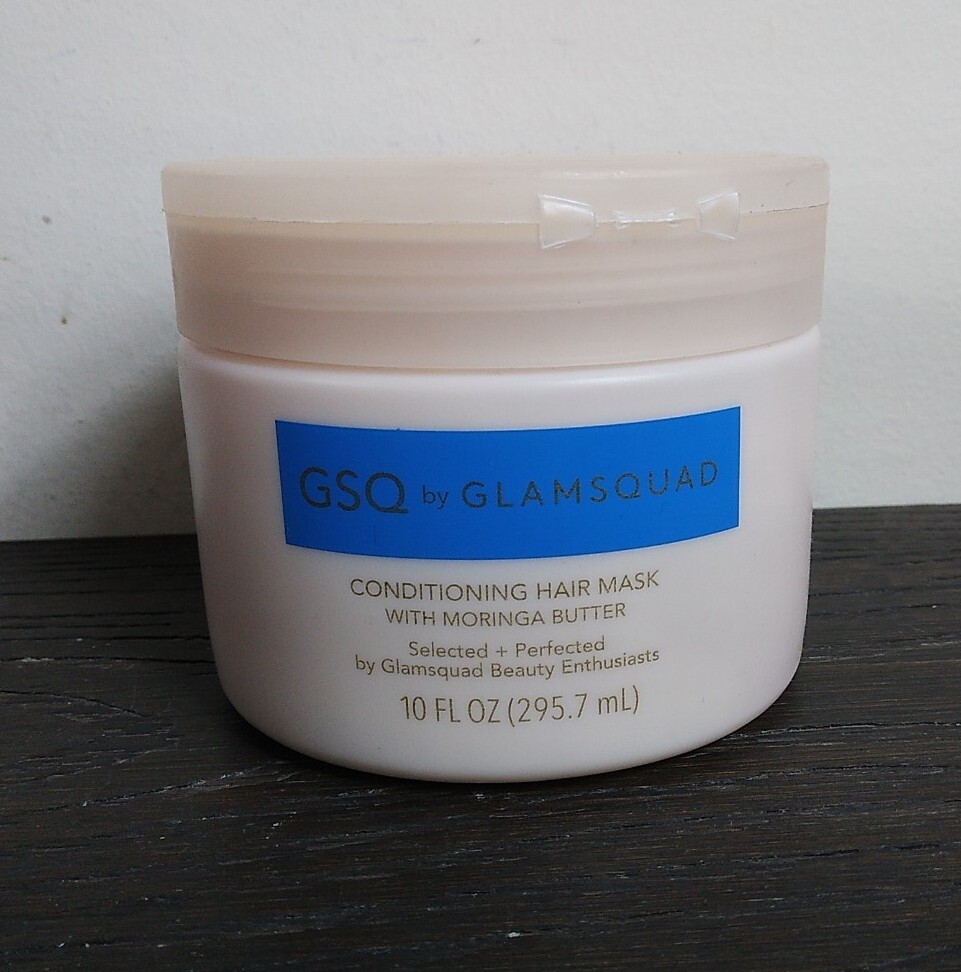 GSQ by GLAMSQUAD
CONDITIONING HAIR MASK
WITH MORINGA BUTTER
Selected + Perfected
by Glamsquad Beauty Enthusiasts
10 FL OZ (295.7 mL)